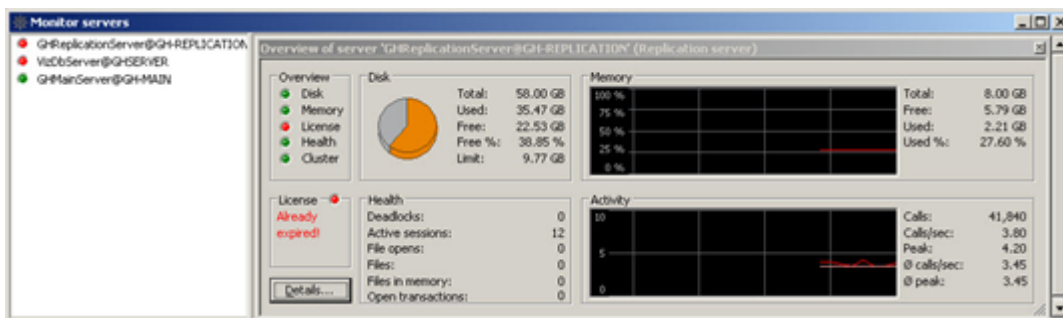 Monitor servers
GHReplicationServer@GH-REPLICATION
VizDbServer@GHSERVER
GHMainServer@GH-MAIN
Overview of server 'GHReplicationServer@GH-REPLICATION' (Replication server)
Overview
Disk
Memory
License
Health
Cluster
Disk
Total: 58.00 GB
Used: 35.47 GB
Free: 22.53 GB
Free %: 38.85 %
Limit: 9.77 GB
Memory
100 %
75 %
50 %
25 %
0 %
Total: 8.00 GB
Free: 5.79 GB
Used: 2.21 GB
Used %: 27.60 %
License
Already
expired!
Details...
Health
Deadlocks: 0
Active sessions: 12
File opens: 0
Files: 0
Files in memory: 0
Open transactions: 0
Activity
10
5
0
Calls: 41,840
Calls/sec: 3.80
Peak: 4.20
Ø calls/sec: 3.45
Ø peak: 3.45